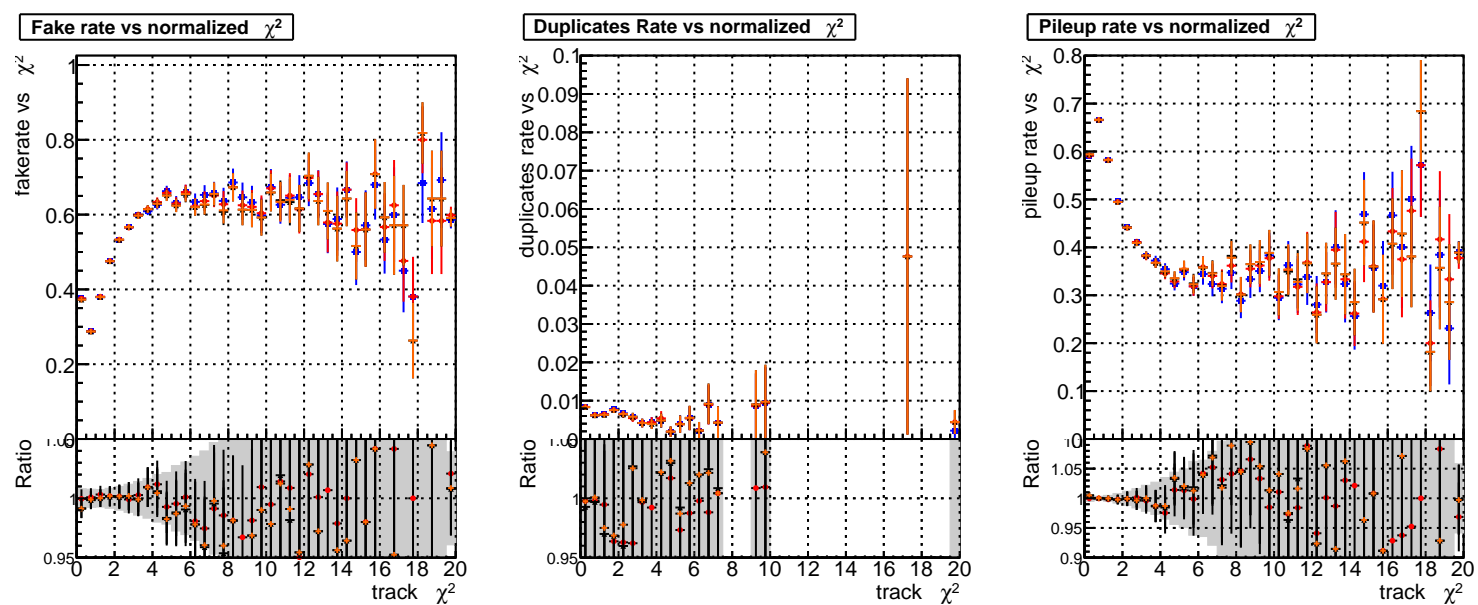 Fake rate vs normalized χ²
fakerate vs χ²
1
0.8
0.6
0.4
0.2
Ratio
1
0.95
0 2 4 6 8 10 12 14 16 18 20
track χ²
Duplicates Rate vs normalized χ²
duplicates rate vs χ²
0.1
0.09
0.08
0.07
0.06
0.05
0.04
0.03
0.02
0.01
Ratio
1
0.95
0 2 4 6 8 10 12 14 16 18 20
track χ²
Pileup rate vs normalized χ²
pileup rate vs χ²
0.8
0.7
0.6
0.5
0.4
0.3
0.2
0.1
Ratio
1.05
1
0.95
0.9
0 2 4 6 8 10 12 14 16 18 20
track χ²